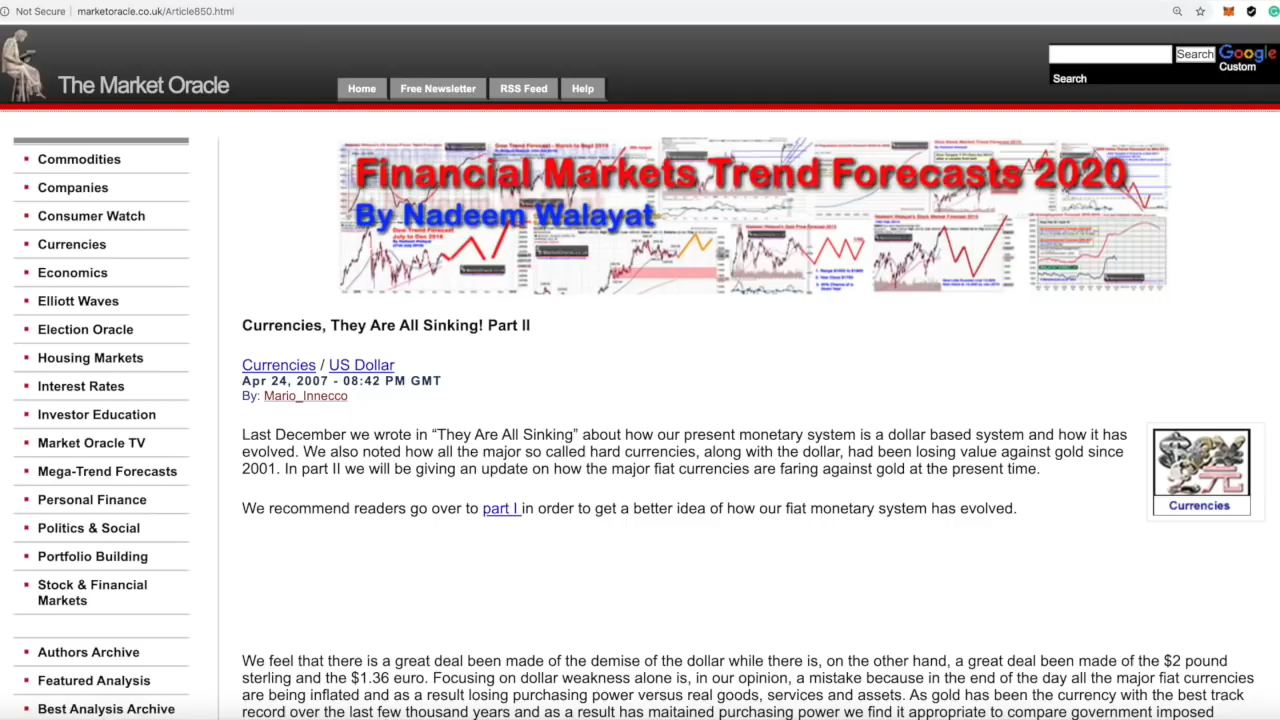 Not Secure | marketoracle.co.uk/Article850.html
The Market Oracle
Home
Free Newsletter
RSS Feed
Help
Search
Google
Custom
Search
Commodities
Companies
Consumer Watch
Currencies
Economics
Elliott Waves
Election Oracle
Housing Markets
Interest Rates
Investor Education
Market Oracle TV
Mega-Trend Forecasts
Personal Finance
Politics & Social
Portfolio Building
Stock & Financial
Markets
Authors Archive
Featured Analysis
Best Analysis Archive
Financial Markets Trend Forecasts 2020
By Nadeem Walayat
Currencies, They Are All Sinking! Part II
Currencies / US Dollar
Apr 24, 2007 - 08:42 PM GMT
By: Mario_Innecco
Last December we wrote in “They Are All Sinking” about how our present monetary system is a dollar based system and how it has
evolved. We also noted how all the major so called hard currencies, along with the dollar, had been losing value against gold since
2001. In part II we will be giving an update on how the major fiat currencies are faring against gold at the present time.
Currencies
We recommend readers go over to part I in order to get a better idea of how our fiat monetary system has evolved.
We feel that there is a great deal been made of the demise of the dollar while there is, on the other hand, a great deal been made of the $2 pound
sterling and the $1.36 euro. Focusing on dollar weakness alone is, in our opinion, a mistake because in the end of the day all the major fiat currencies
are being inflated and as a result losing purchasing power versus real goods, services and assets. As gold has been the currency with the best track
record over the last few thousand years and as a result has maitained purchasing power we find it appropriate to compare government imposed